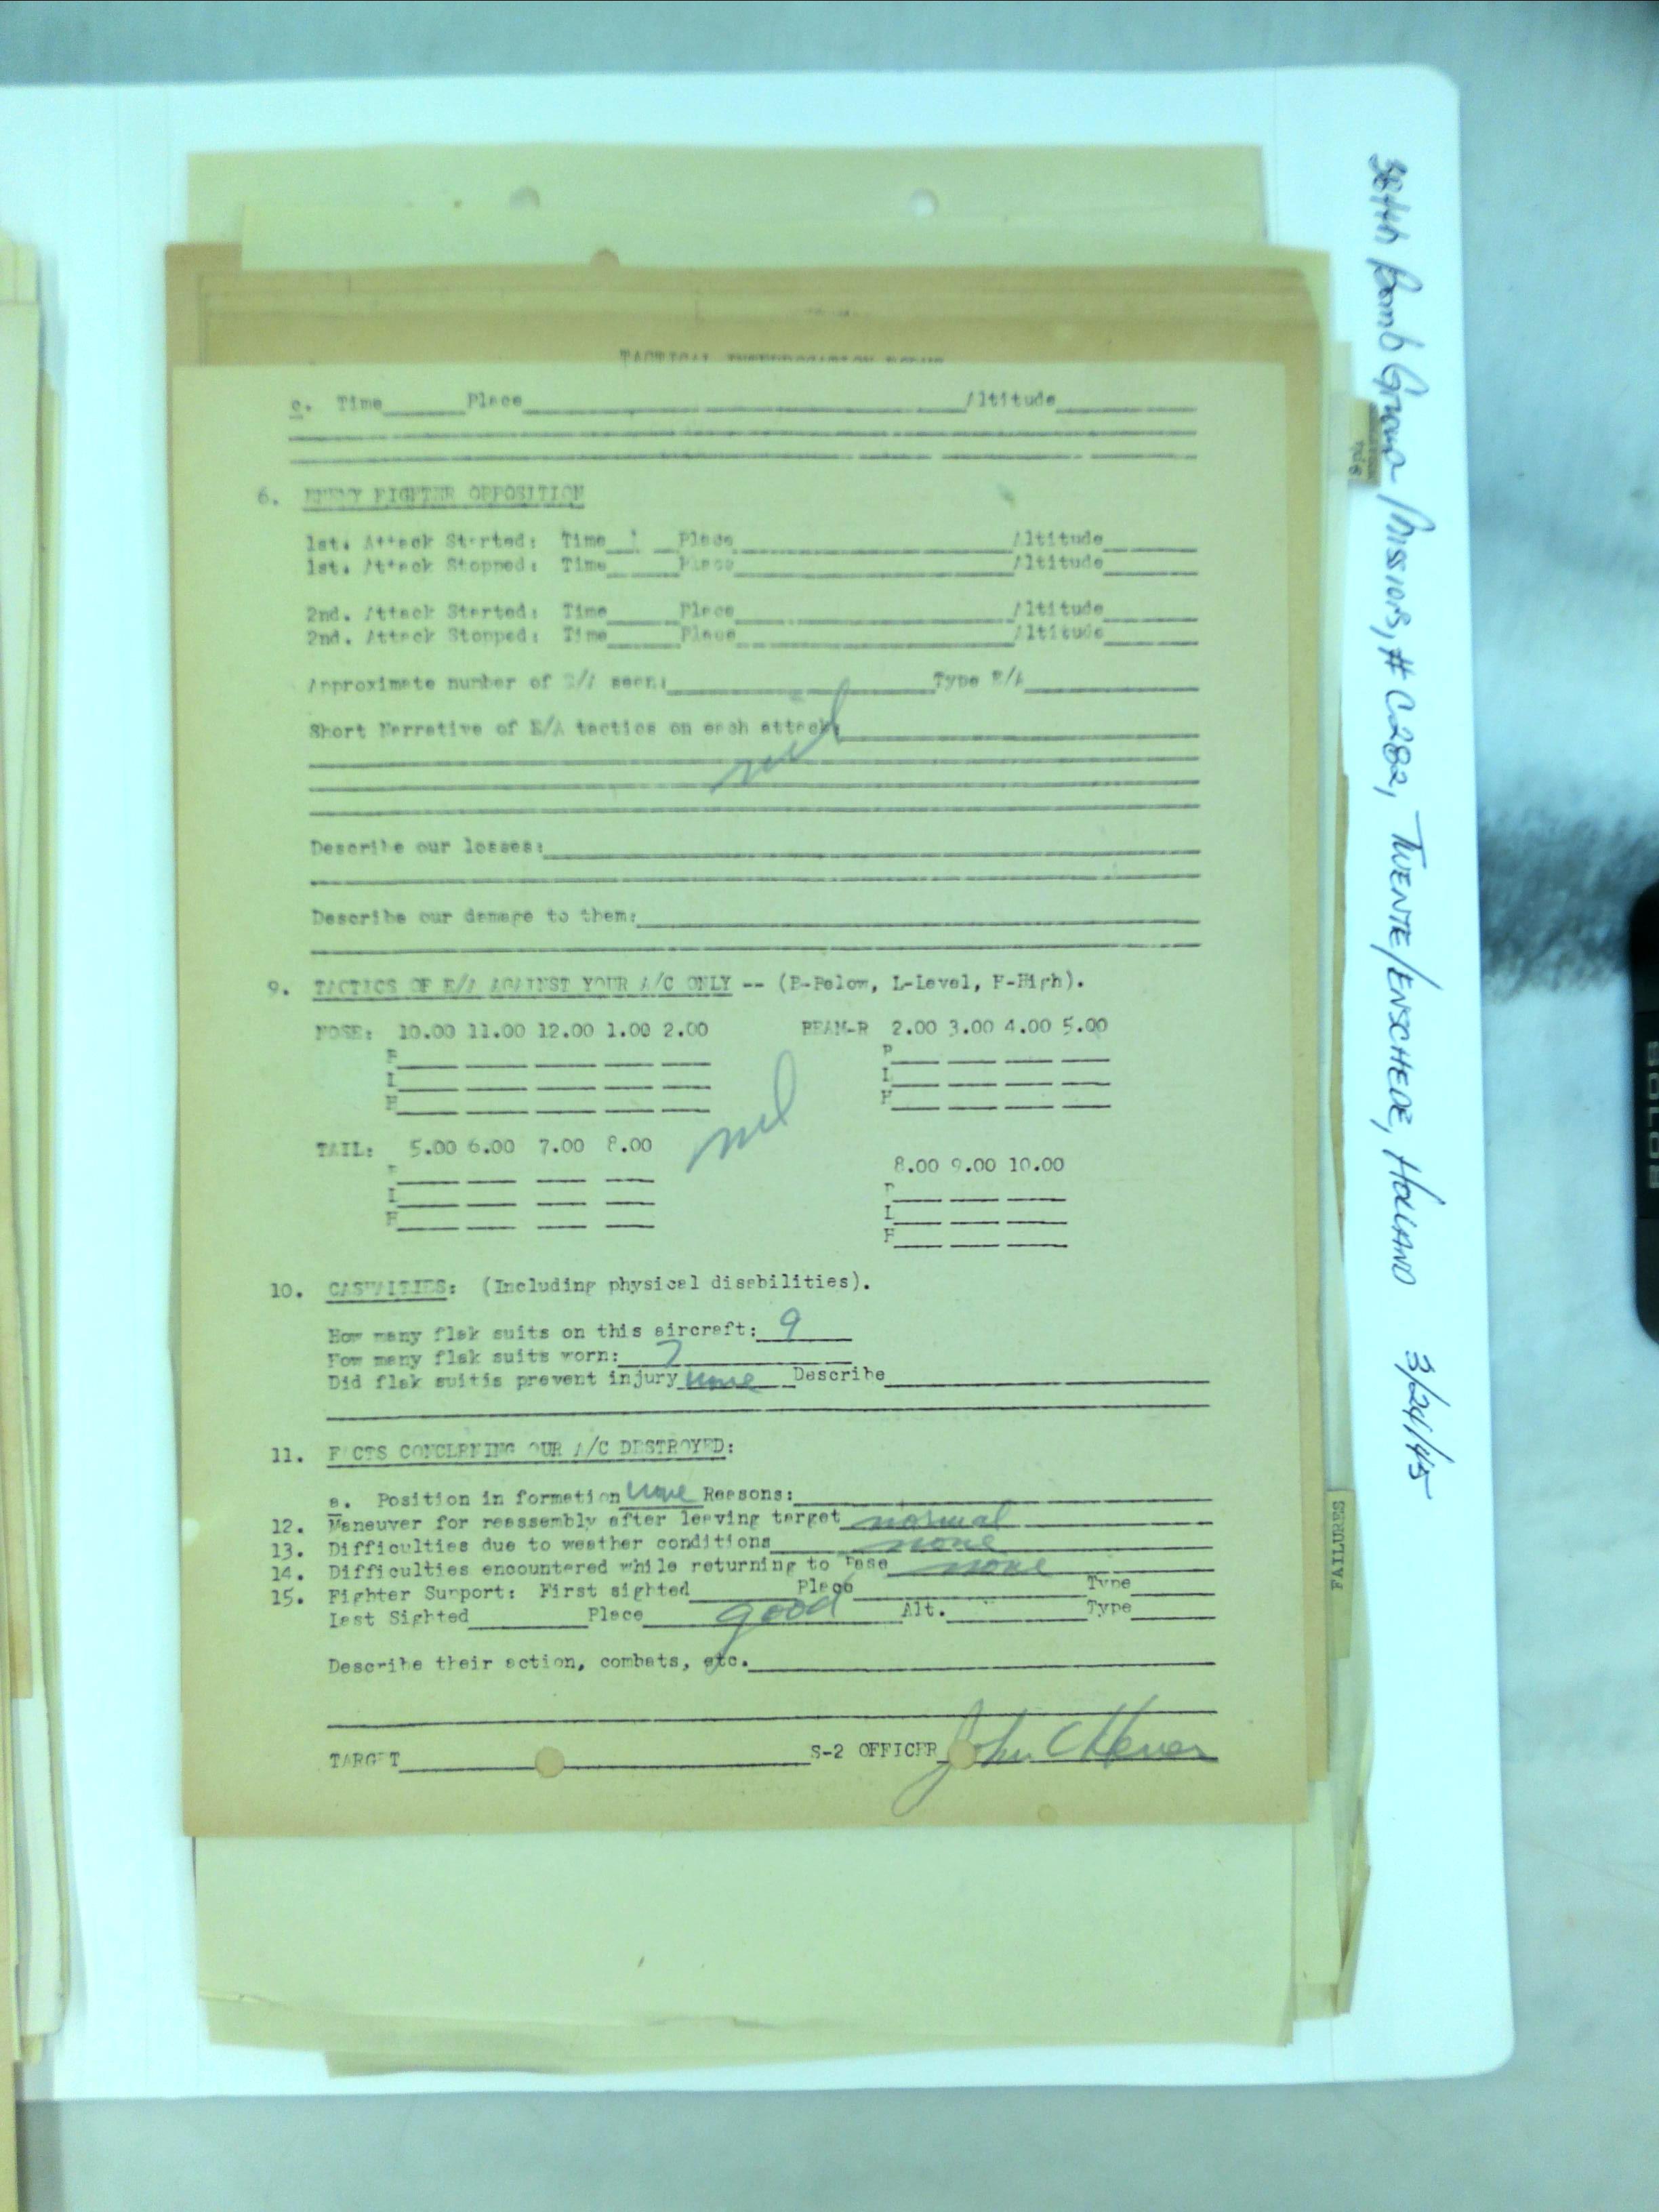 c. Time Place Altitude
6. ENEMY FIGHTER OPPOSITION
1st. Attack Started: Time Place Altitude
1st. Attack Stopped: Time Place Altitude
2nd. Attack Started: Time Place Altitude
2nd. Attack Stopped: Time Place Altitude
Approximate number of E/A seen: Type E/A
Short Narrative of E/A tactics on each attack:
nil
Describe our losses:
Describe our damage to them:
9. TACTICS OF E/A AGAINST YOUR A/C ONLY -- (B-Below, L-Level, H-High).
NOSE: 10.00 11.00 12.00 1.00 2.00 BEAM-R 2.00 3.00 4.00 5.00
B B
L L
H H
nil
TAIL: 5.00 6.00 7.00 8.00
8.00 9.00 10.00
B
L L
H H
10. CASUALTIES: (Including physical disabilities).
How many flak suits on this aircraft: 9
How many flak suits worn: 7
Did flak suitis prevent injury none Describe
11. FACTS CONCERNING OUR A/C DESTROYED:
a. Position in formation none Reasons:
12. Maneuver for reassembly after leaving target normal
13. Difficulties due to weather conditions none
14. Difficulties encountered while returning to base none
15. Fighter Support: First sighted Place Type
Last Sighted Place good Alt. Type
Describe their action, combats, etc.
TARGET S-2 OFFICER John C
384th Bomb Group Missions, # C282, TWENTE/ENSCHEDE, HOLLAND 3/24/45
FAILURES